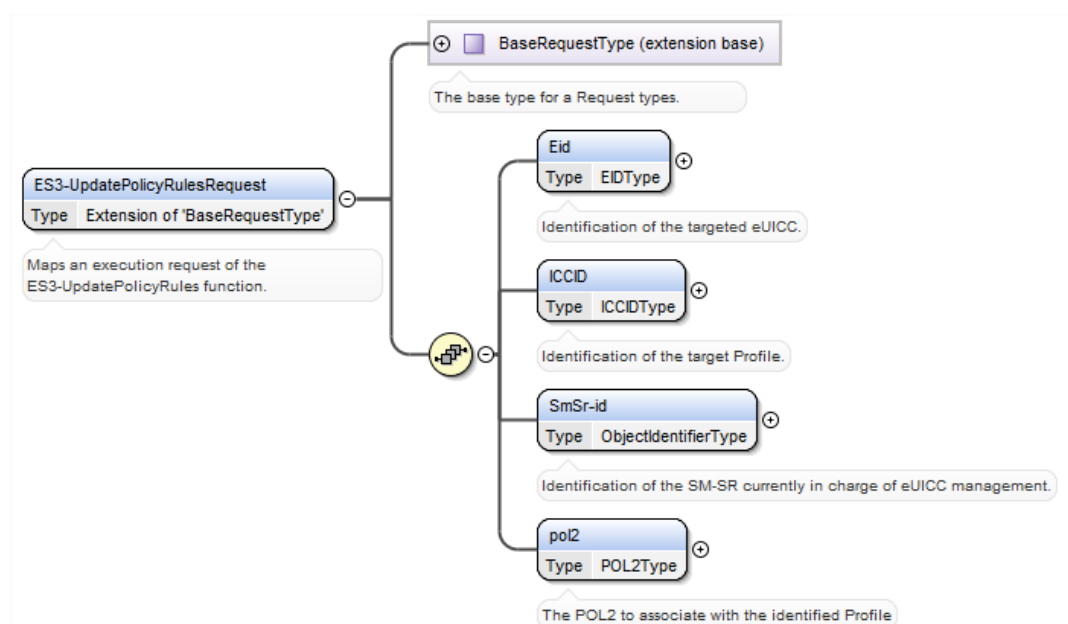 BaseRequestType (extension base)
The base type for a Request types.
Eid
Type EIDType
Identification of the targeted eUICC.
ES3-UpdatePolicyRulesRequest
Type Extension of 'BaseRequestType'
Maps an execution request of the
ES3-UpdatePolicyRules function.
ICCID
Type ICCIDType
Identification of the target Profile.
SmSr-id
Type ObjectIdentifierType
Identification of the SM-SR currently in charge of eUICC management.
pol2
Type POL2Type
The POL2 to associate with the identified Profile